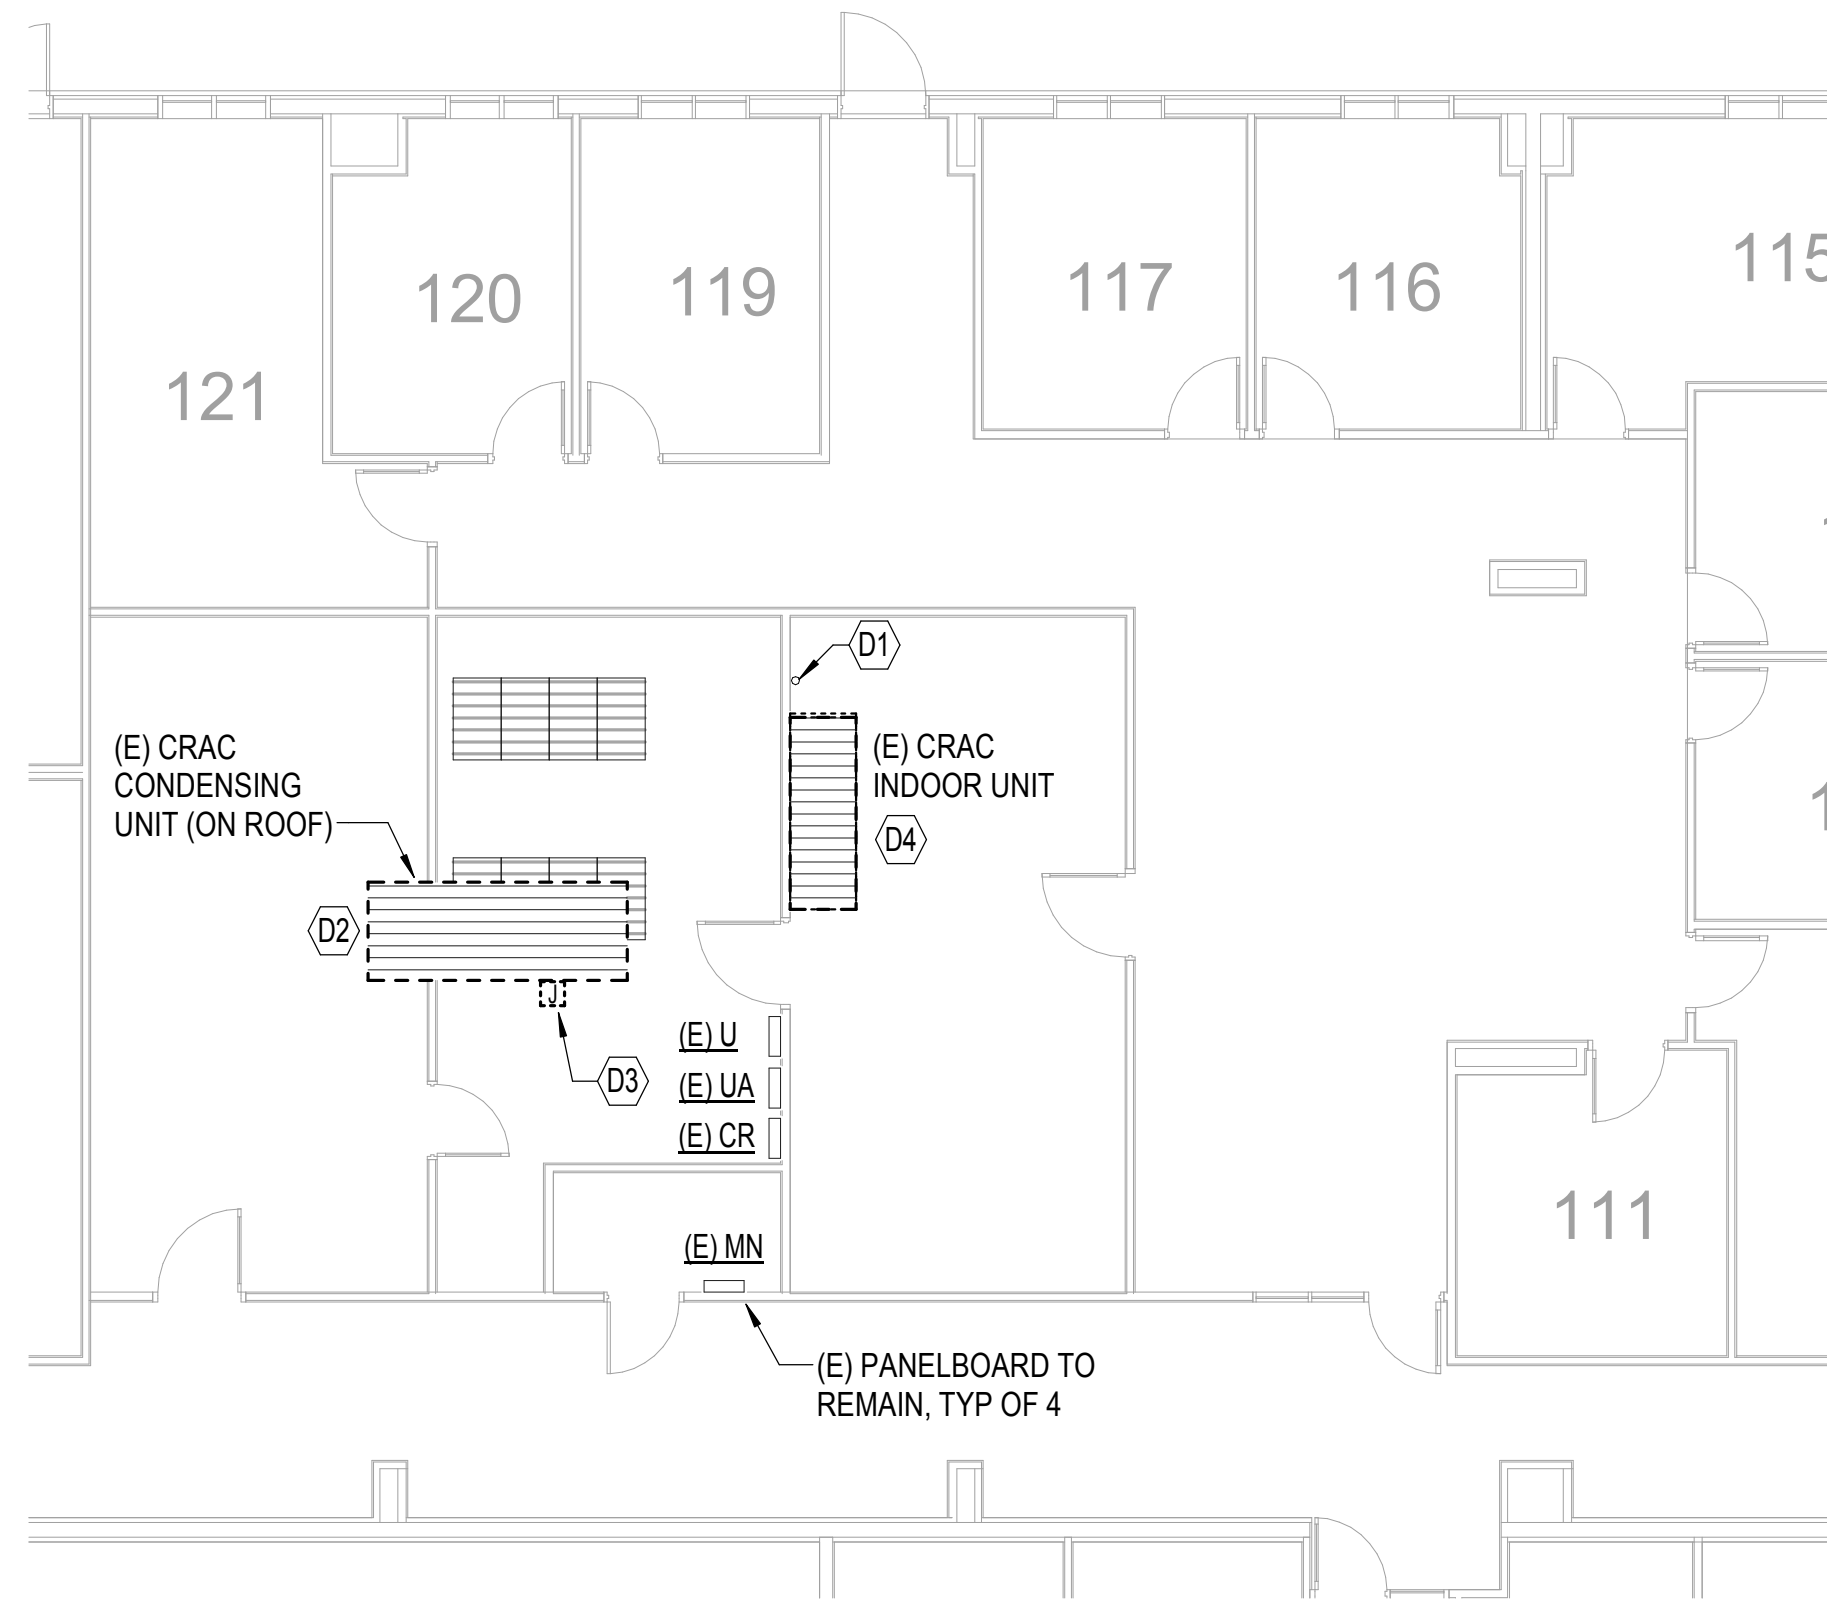 120
119
117
116
115
121
D1
(E) CRAC
CONDENSING
UNIT (ON ROOF)
(E) CRAC
INDOOR UNIT
D4
D2
J
D3
(E) U
(E) UA
(E) CR
(E) MN
111
(E) PANELBOARD TO
REMAIN, TYP OF 4